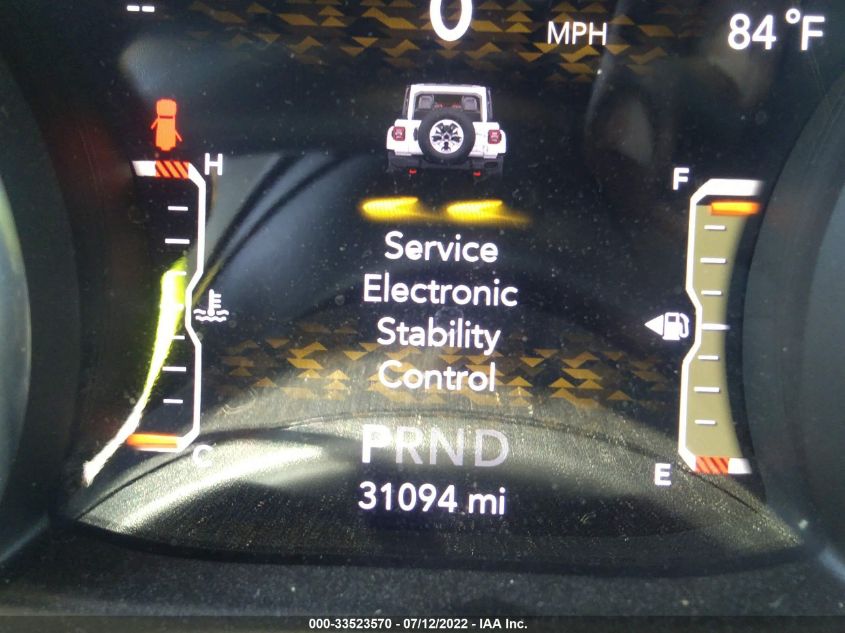 --
0
MPH
84 °F
H
F
Service
Electronic
Stability
Control
C
E
PRND
31094 mi
000-33523570 - 07/12/2022 - IAA Inc.